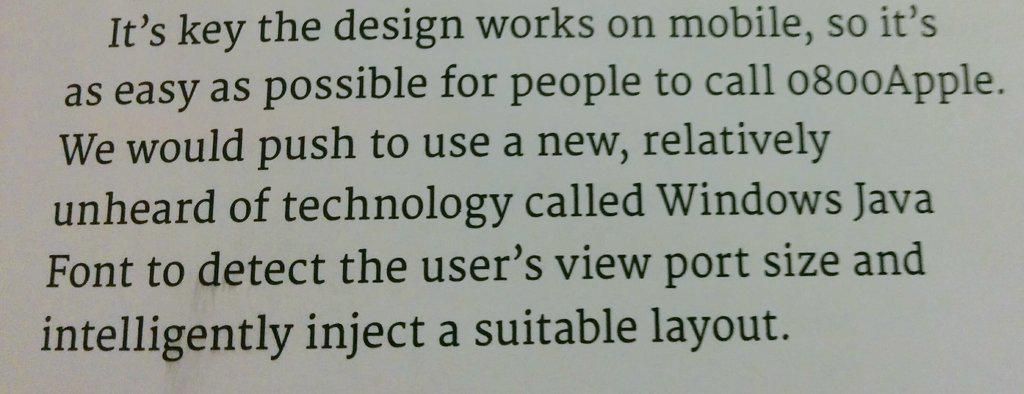 It’s key the design works on mobile, so it’s
as easy as possible for people to call 0800Apple.
We would push to use a new, relatively
unheard of technology called Windows Java
Font to detect the user’s view port size and
intelligently inject a suitable layout.